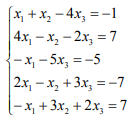 x₁ + x₂ − 4x₃ = −1
4x₁ − x₂ − 2x₃ = 7
−x₁ − 5x₃ = −5
2x₁ − x₂ + 3x₃ = −7
−x₁ + 3x₂ + 2x₃ = 7